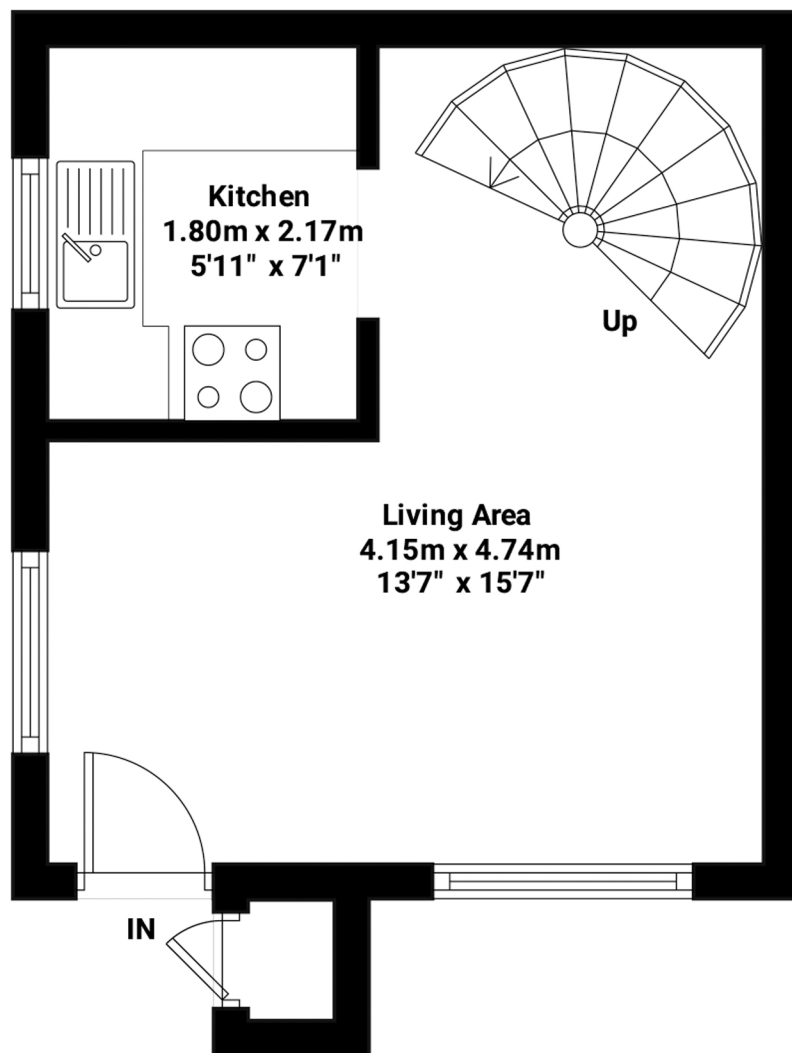 Kitchen
1.80m x 2.17m
5'11" x 7'1"
Up
Living Area
4.15m x 4.74m
13'7" x 15'7"
IN